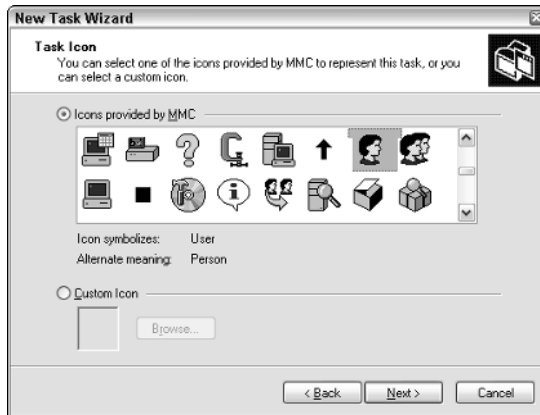 New Task Wizard
Task Icon
You can select one of the icons provided by MMC to represent this task, or you
can select a custom icon.
Icons provided by MMC
Icon symbolizes: User
Alternate meaning: Person
Custom Icon
Browse...
< Back Next > Cancel